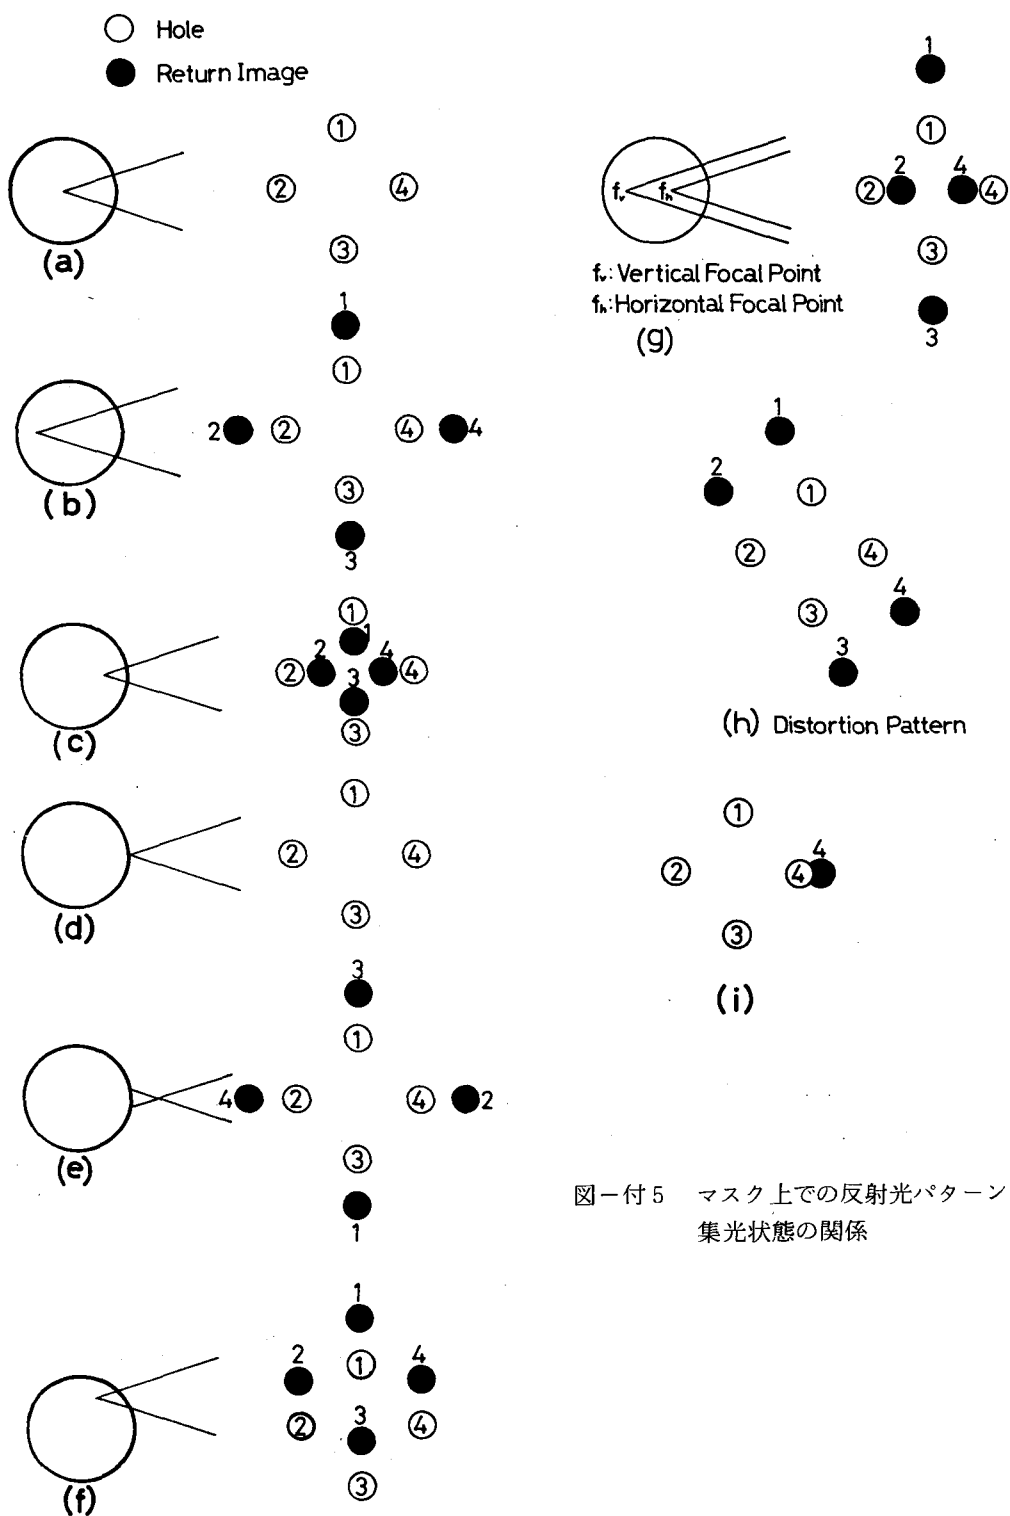 Hole
Return Image
①
② ④
③
(a)
1
①
2 ② ④ 4
③
3
(b)
①
1
2 4
② ④
3
③
(c)
①
② ④
③
(d)
3
①
4 ② ④ 2
③
1
(e)
1
①
2 4
② ④
3
③
(f)
1
①
2 4
② ④
③
3
fv fh
fv: Vertical Focal Point
fh: Horizontal Focal Point
(g)
1
2
①
② ④
4
③
3
(h) Distortion Pattern
①
4
② ④
③
(i)
図－付5 マスク上での反射光パターン
集光状態の関係